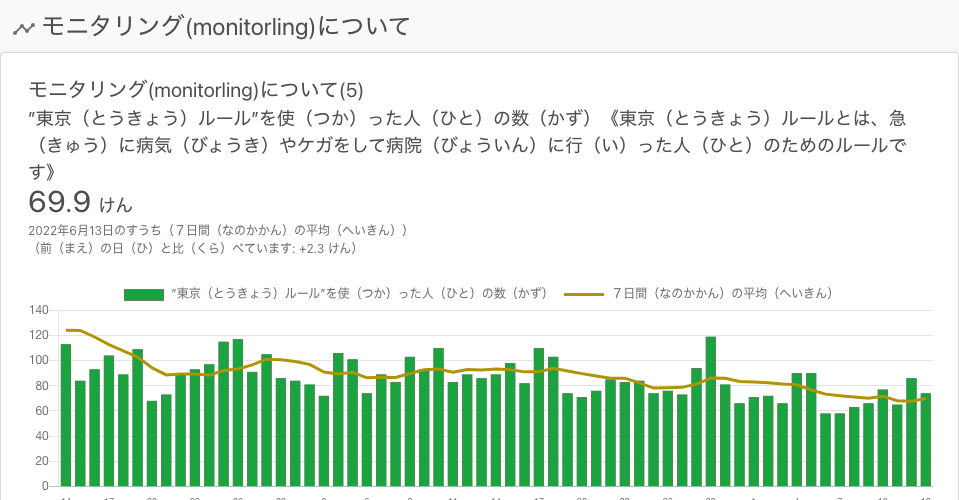 モニタリング(monitorling)について
モニタリング(monitorling)について(5)
”東京（とうきょう）ルール”を使（つか）った人（ひと）の数（かず）《東京（とうきょう）ルールとは、急
（きゅう）に病気（びょうき）やケガをして病院（びょういん）に行（い）った人（ひと）のためのルールで
す》
69.9 けん
2022年6月13日のすうち（７日間（なのかかん）の平均（へいきん））
（前（まえ）の日（ひ）と比（くら）べています: +2.3 けん）
”東京（とうきょう）ルール”を使（つか）った人（ひと）の数（かず） ７日間（なのかかん）の平均（へいきん）
140
120
100
80
60
40
20
0